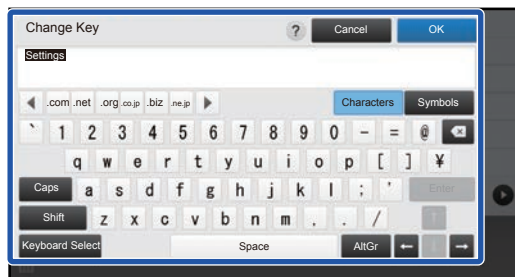 Change Key ? Cancel OK
Settings
.com .net .org .co.jp .biz .ne.jp Characters Symbols
` 1 2 3 4 5 6 7 8 9 0 - = @
q w e r t y u i o p [ ] ¥
Caps a s d f g h j k l ; ' Enter
Shift z x c v b n m , . / ↑
Keyboard Select Space AltGr ← ↓ →